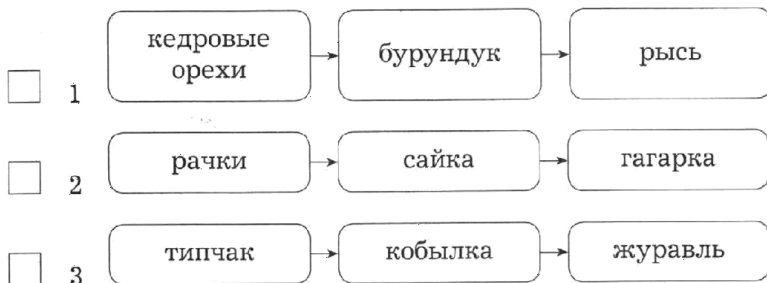 кедровые
орехи
бурундук
рысь
1
рачки
сайка
гагарка
2
типчак
кобылка
журавль
3